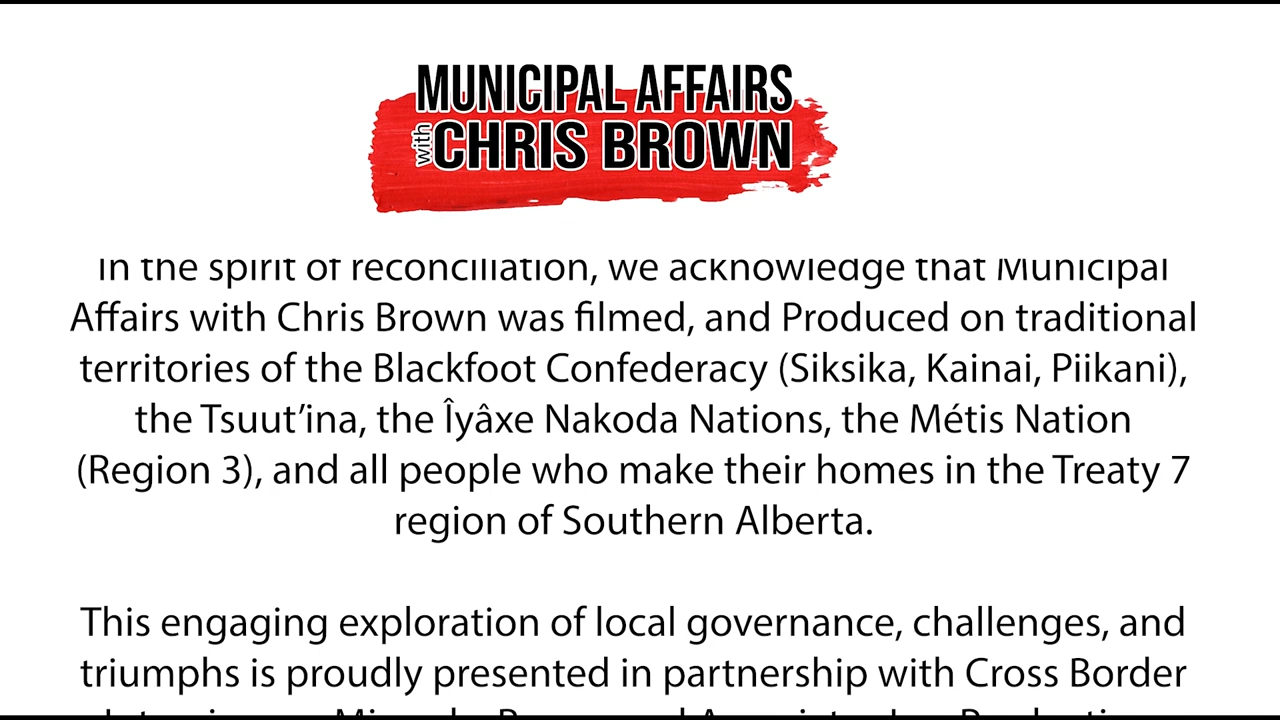 MUNICIPAL AFFAIRS
with CHRIS BROWN
In the spirit of reconciliation, we acknowledge that Municipal
Affairs with Chris Brown was filmed, and Produced on traditional
territories of the Blackfoot Confederacy (Siksika, Kainai, Piikani),
the Tsuut’ina, the Îyâxe Nakoda Nations, the Métis Nation
(Region 3), and all people who make their homes in the Treaty 7
region of Southern Alberta.
This engaging exploration of local governance, challenges, and
triumphs is proudly presented in partnership with Cross Border